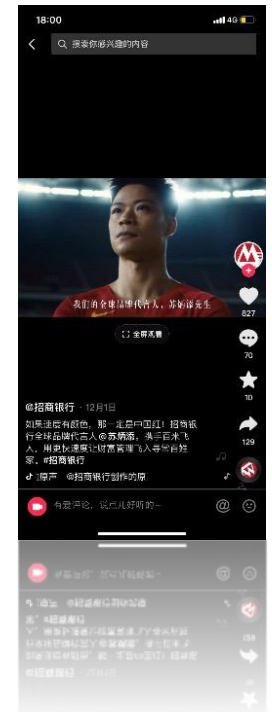 18:00
4G
搜索你感兴趣的内容
我们的全球品牌代言人，苏炳添先生
全屏观看
827
70
10
129
@招商银行 · 12月1日
如果速度有颜色，那一定是中国红！招商银
行全球品牌代言人@苏炳添，携手百米飞
人，用更快速度让财富管理飞入寻常百姓
家。#招商银行
原声 @招商银行创作的原
有爱评论，说点儿好听的~